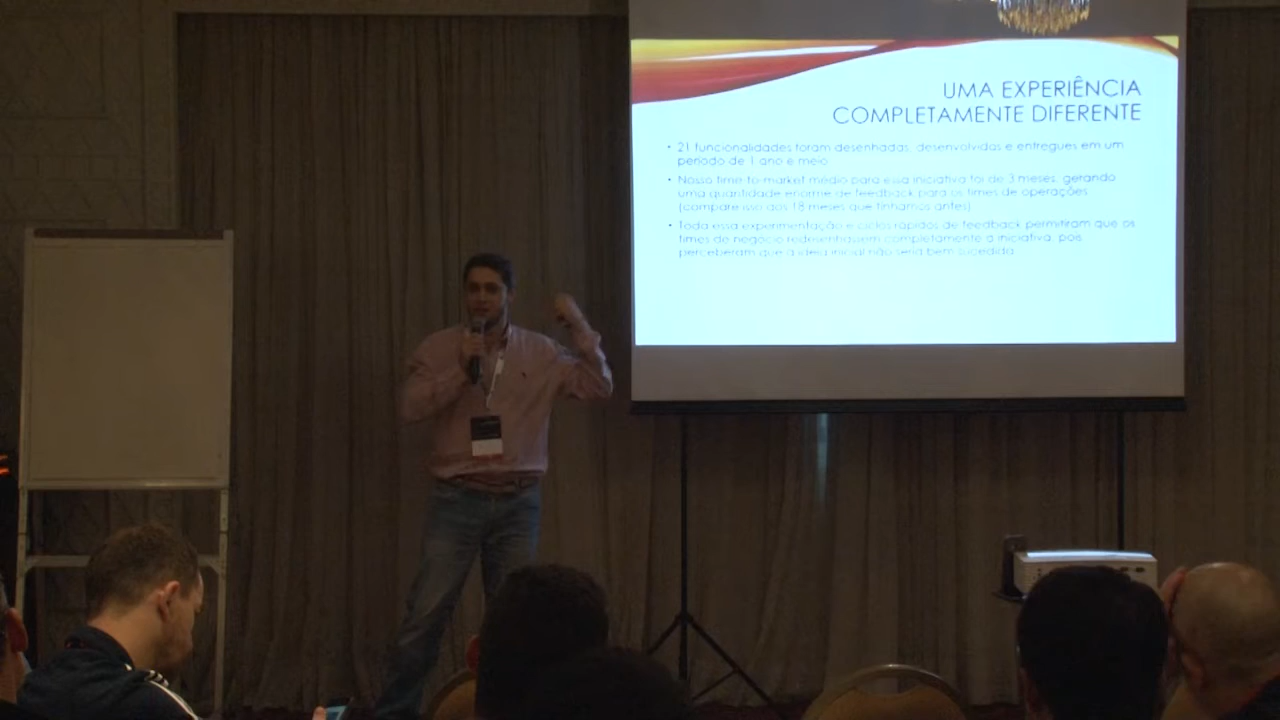 UMA EXPERIÊNCIA
COMPLETAMENTE DIFERENTE
• 21 funcionalidades foram desenhadas, desenvolvidas e entregues em um
período de 1 ano e meio.
• Nosso time-to-market médio para essa iniciativa foi de 3 meses, gerando
uma quantidade enorme de feedback para os times de operações
(compare isso aos 18 meses que tínhamos antes).
• Toda essa experimentação e ciclos rápidos de feedback permitiram que os
times de negócio redesenhassem completamente a iniciativa, pois
perceberam que a ideia inicial não seria bem sucedida.